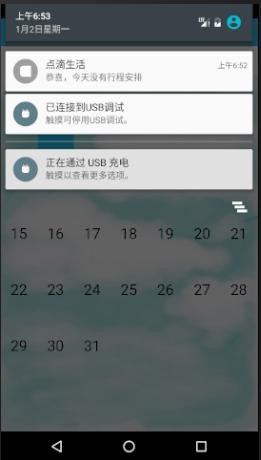 上午6:53
1月2日星期一
点滴生活
上午6:52
恭喜，今天没有行程安排
已连接到USB调试
触摸可停用USB调试。
正在通过 USB 充电
触摸以查看更多选项。
15 16 17 18 19 20 21
22 23 24 25 26 27 28
29 30 31